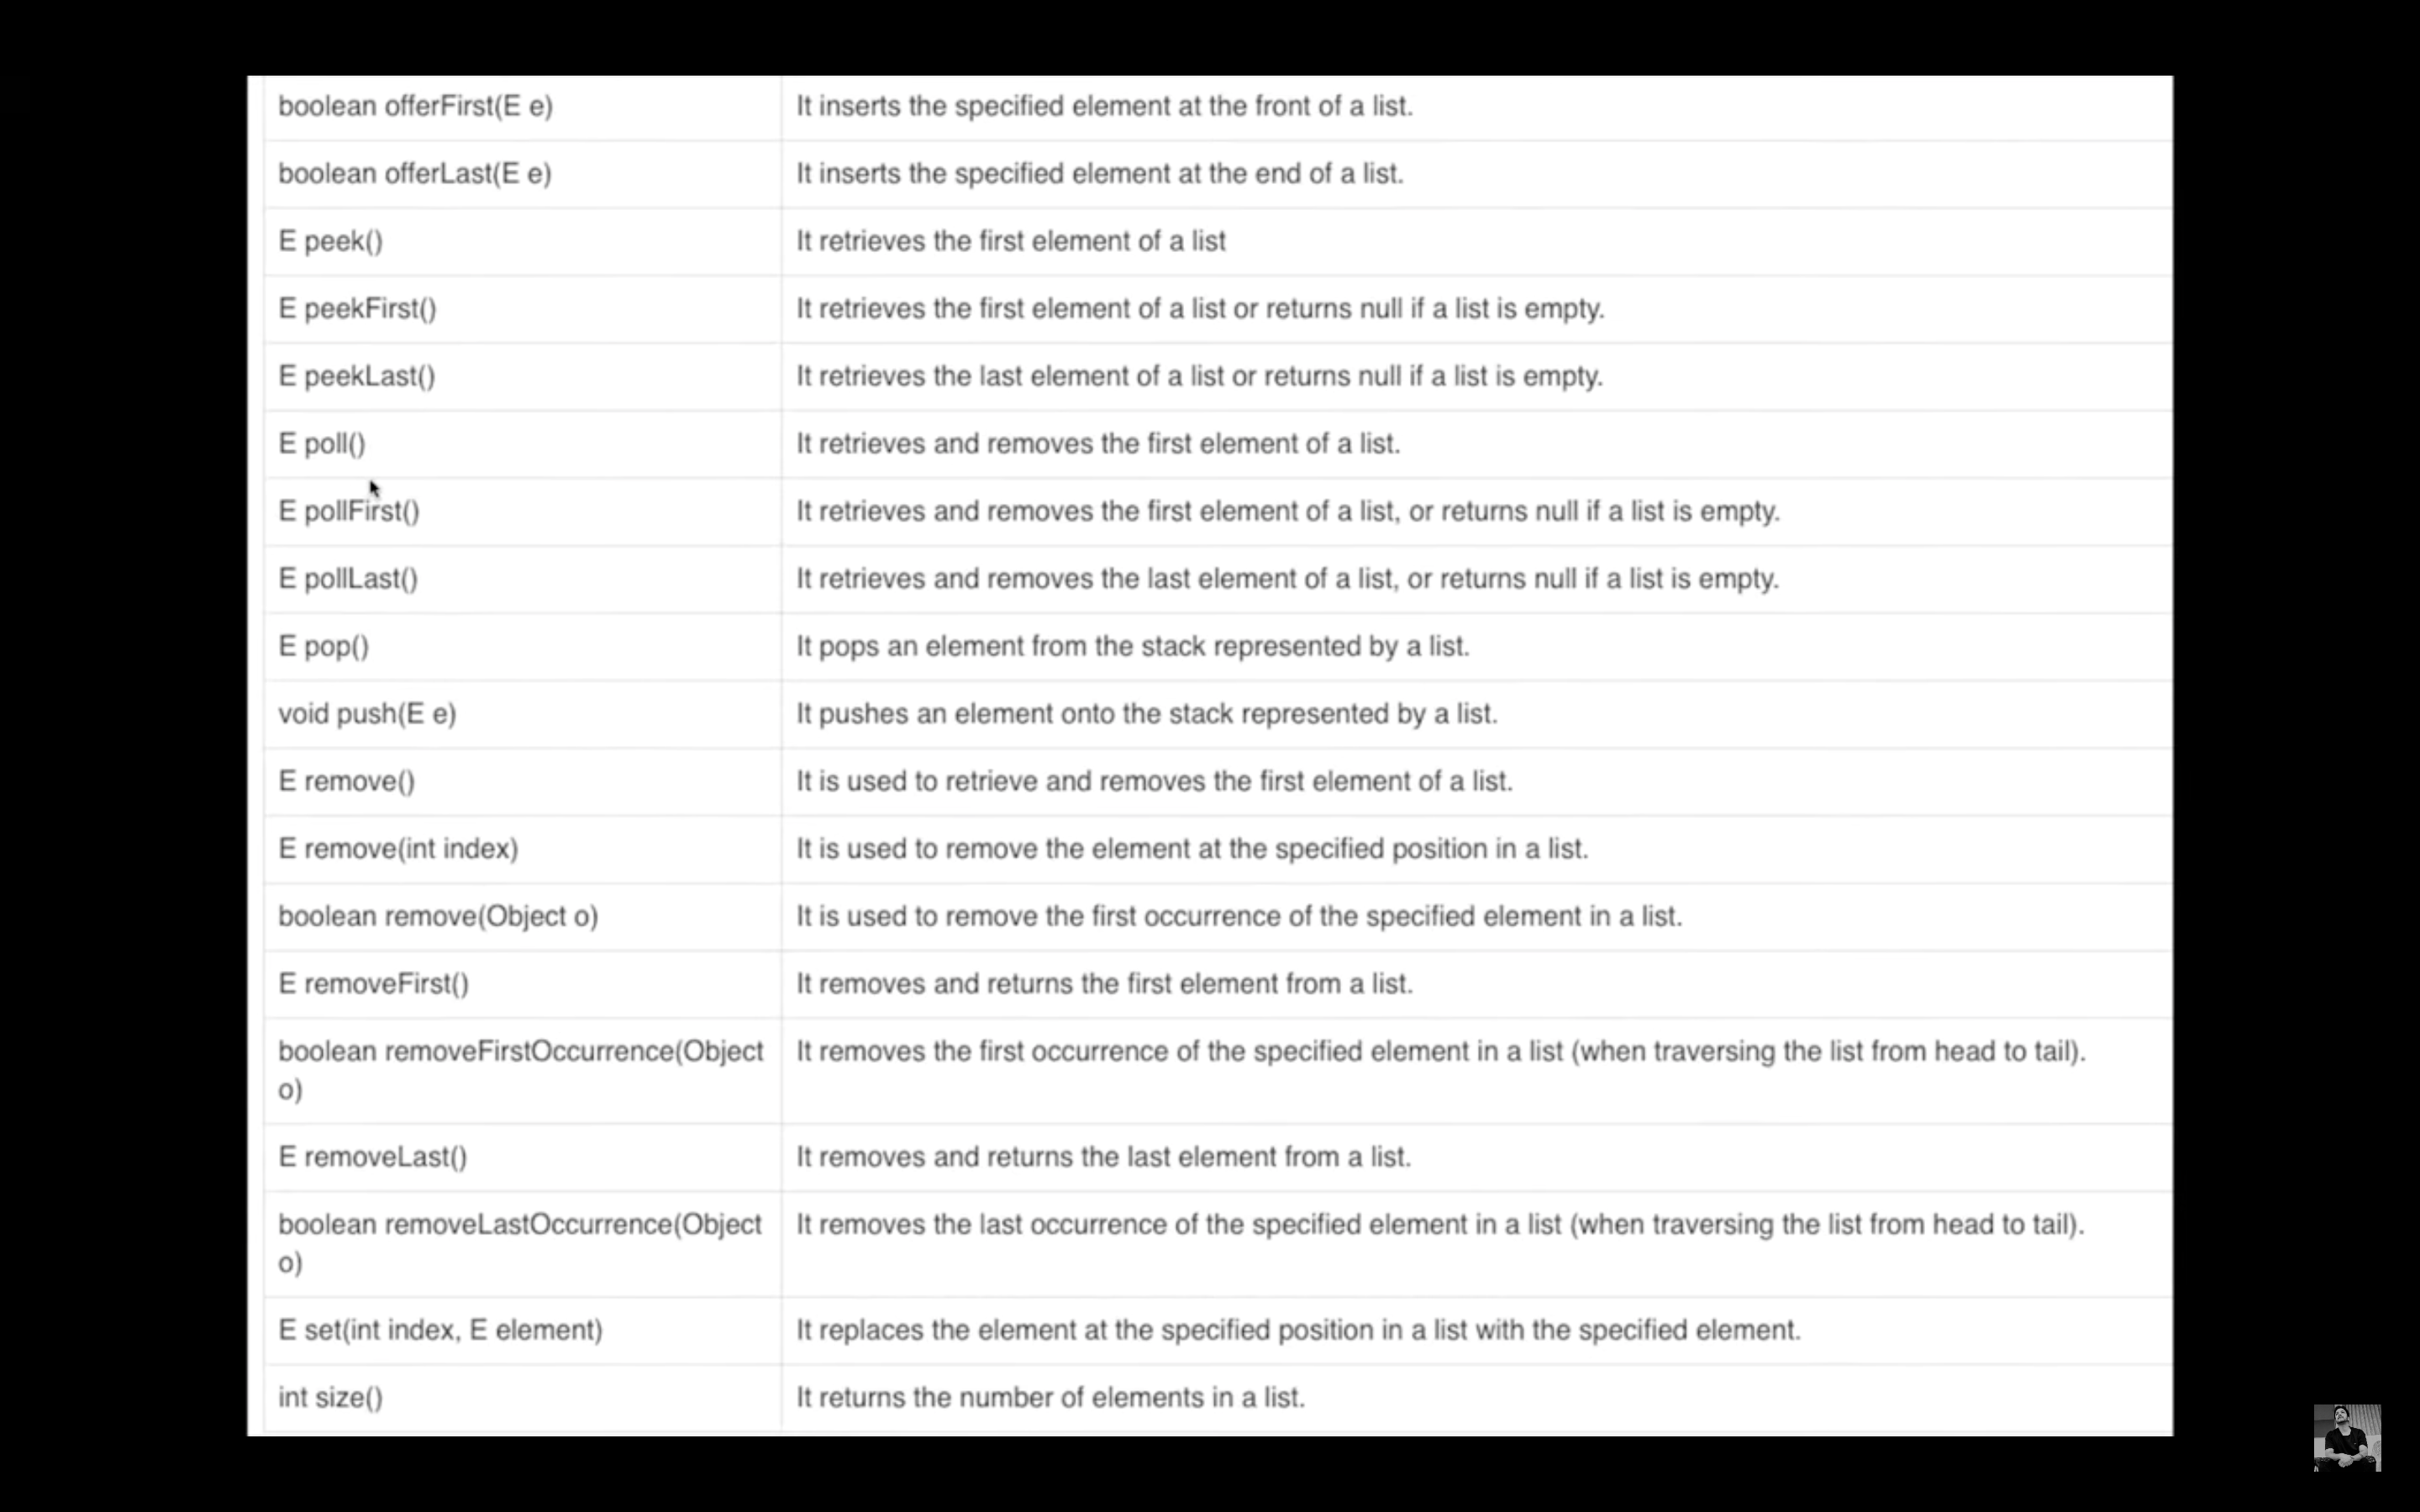 boolean offerFirst(E e) It inserts the specified element at the front of a list.
boolean offerLast(E e) It inserts the specified element at the end of a list.
E peek() It retrieves the first element of a list
E peekFirst() It retrieves the first element of a list or returns null if a list is empty.
E peekLast() It retrieves the last element of a list or returns null if a list is empty.
E poll() It retrieves and removes the first element of a list.
E pollFirst() It retrieves and removes the first element of a list, or returns null if a list is empty.
E pollLast() It retrieves and removes the last element of a list, or returns null if a list is empty.
E pop() It pops an element from the stack represented by a list.
void push(E e) It pushes an element onto the stack represented by a list.
E remove() It is used to retrieve and removes the first element of a list.
E remove(int index) It is used to remove the element at the specified position in a list.
boolean remove(Object o) It is used to remove the first occurrence of the specified element in a list.
E removeFirst() It removes and returns the first element from a list.
boolean removeFirstOccurrence(Object It removes the first occurrence of the specified element in a list (when traversing the list from head to tail).
o)
E removeLast() It removes and returns the last element from a list.
boolean removeLastOccurrence(Object It removes the last occurrence of the specified element in a list (when traversing the list from head to tail).
o)
E set(int index, E element) It replaces the element at the specified position in a list with the specified element.
int size() It returns the number of elements in a list.